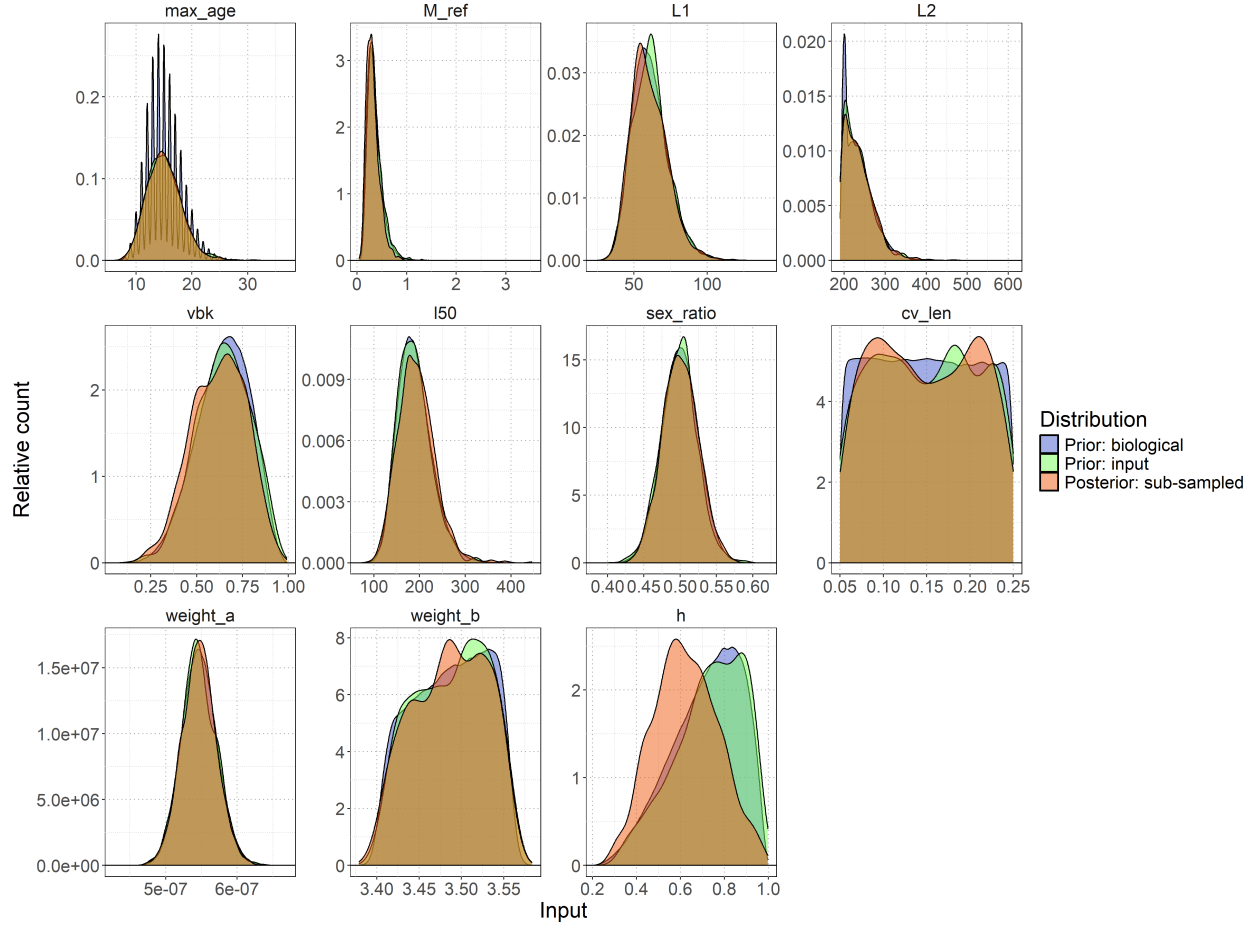 max_age M_ref L1 L2
0.2
0.1
0.0
10 20 30
3
2
1
0
0 1 2 3
0.03
0.02
0.01
0.00
50 100
0.020
0.015
0.010
0.005
0.000
200 300 400 500 600
vbk l50 sex_ratio cv_len
2
1
0
0.25 0.50 0.75 1.00
0.009
0.006
0.003
0.000
100 200 300 400
15
10
5
0
0.40 0.45 0.50 0.55 0.60
4
2
0
0.05 0.10 0.15 0.20 0.25
weight_a weight_b h
1.5e+07
1.0e+07
5.0e+06
0.0e+00
5e-07 6e-07
8
6
4
2
0
3.40 3.45 3.50 3.55
2
1
0
0.2 0.4 0.6 0.8 1.0
Relative count
Input
Distribution
Prior: biological
Prior: input
Posterior: sub-sampled